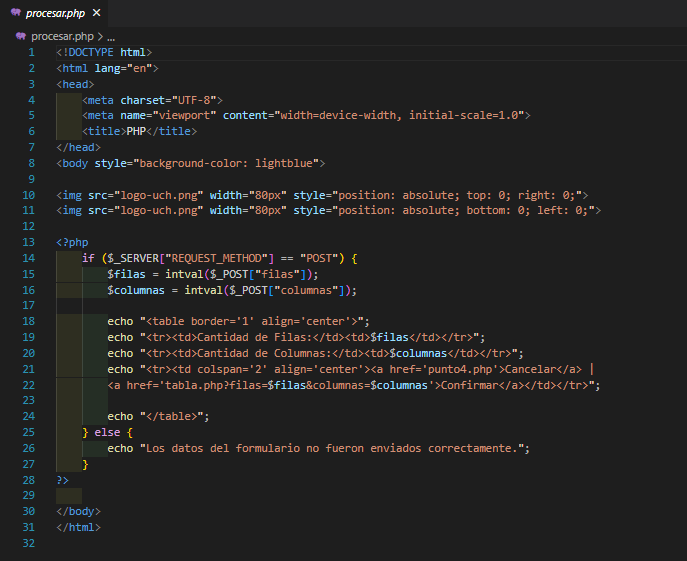 procesar.php ×
procesar.php > ...
1 <!DOCTYPE html>
2 <html lang="en">
3 <head>
4     <meta charset="UTF-8">
5     <meta name="viewport" content="width=device-width, initial-scale=1.0">
6     <title>PHP</title>
7 </head>
8 <body style="background-color: lightblue">
9
10 <img src="logo-uch.png" width="80px" style="position: absolute; top: 0; right: 0;">
11 <img src="logo-uch.png" width="80px" style="position: absolute; bottom: 0; left: 0;">
12
13 <?php
14     if ($_SERVER["REQUEST_METHOD"] == "POST") {
15         $filas = intval($_POST["filas"]);
16         $columnas = intval($_POST["columnas"]);
17
18         echo "<table border='1' align='center'>";
19         echo "<tr><td>Cantidad de Filas:</td><td>$filas</td></tr>";
20         echo "<tr><td>Cantidad de Columnas:</td><td>$columnas</td></tr>";
21         echo "<tr><td colspan='2' align='center'><a href='punto4.php'>Cancelar</a> |
22         <a href='tabla.php?filas=$filas&columnas=$columnas'>Confirmar</a></td></tr>";
23
24         echo "</table>";
25     } else {
26         echo "Los datos del formulario no fueron enviados correctamente.";
27     }
28 ?>
29
30 </body>
31 </html>
32